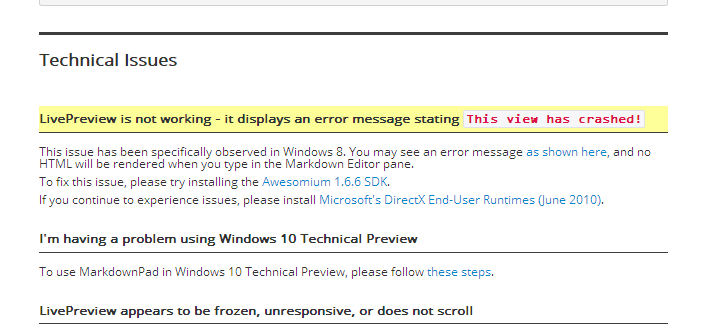 Technical Issues
LivePreview is not working - it displays an error message stating This view has crashed!
This issue has been specifically observed in Windows 8. You may see an error message as shown here, and no
HTML will be rendered when you type in the Markdown Editor pane.
To fix this issue, please try installing the Awesomium 1.6.6 SDK.
If you continue to experience issues, please install Microsoft's DirectX End-User Runtimes (June 2010).
I'm having a problem using Windows 10 Technical Preview
To use MarkdownPad in Windows 10 Technical Preview, please follow these steps.
LivePreview appears to be frozen, unresponsive, or does not scroll